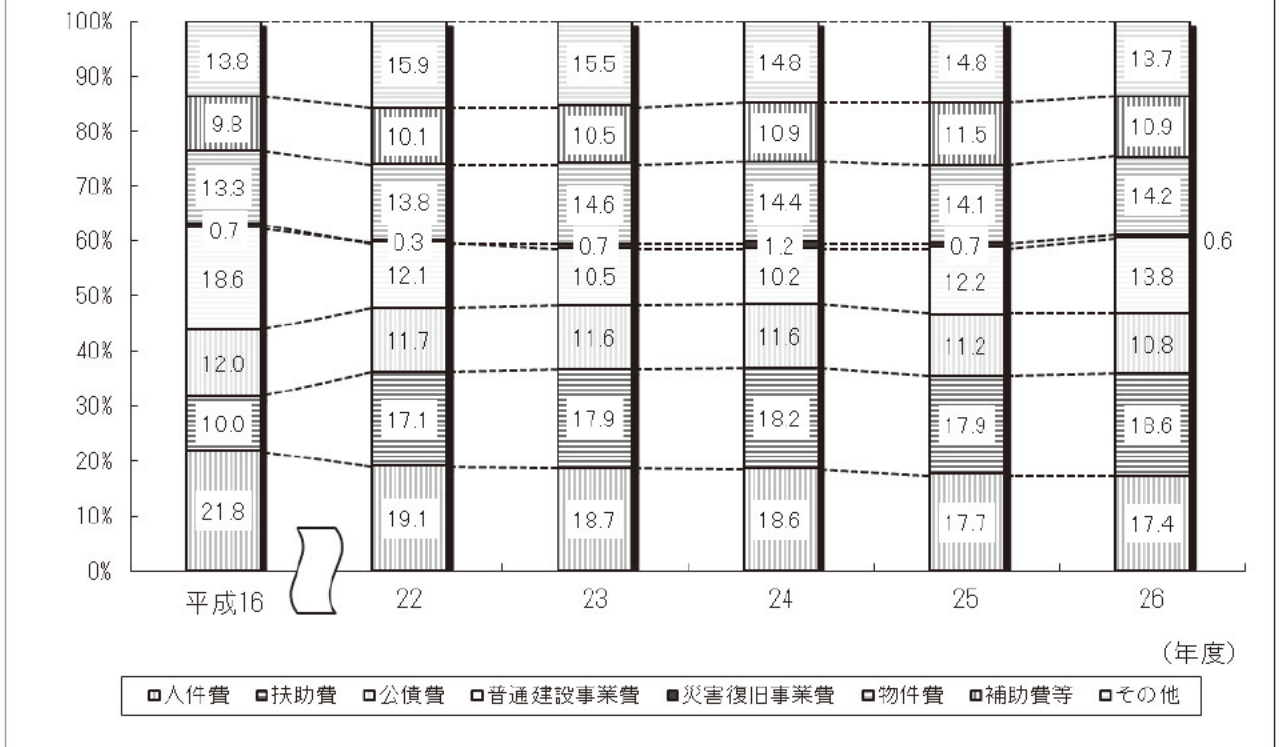 100%
13.8 15.9 15.5 14.8 14.8 13.7
90%
9.8 10.1 10.5 10.9 11.5 10.9
80%
70%
13.3 13.8 14.6 14.4 14.1 14.2
60%
0.7 0.3 0.7 1.2 0.7 0.6
50%
18.6 12.1 10.5 10.2 12.2 13.8
40%
12.0 11.7 11.6 11.6 11.2 10.8
30%
10.0 17.1 17.9 18.2 17.9 18.6
20%
10%
21.8 19.1 18.7 18.6 17.7 17.4
0%
平成16 22 23 24 25 26
(年度)
人件費 扶助費 公債費 普通建設事業費 災害復旧事業費 物件費 補助費等 その他